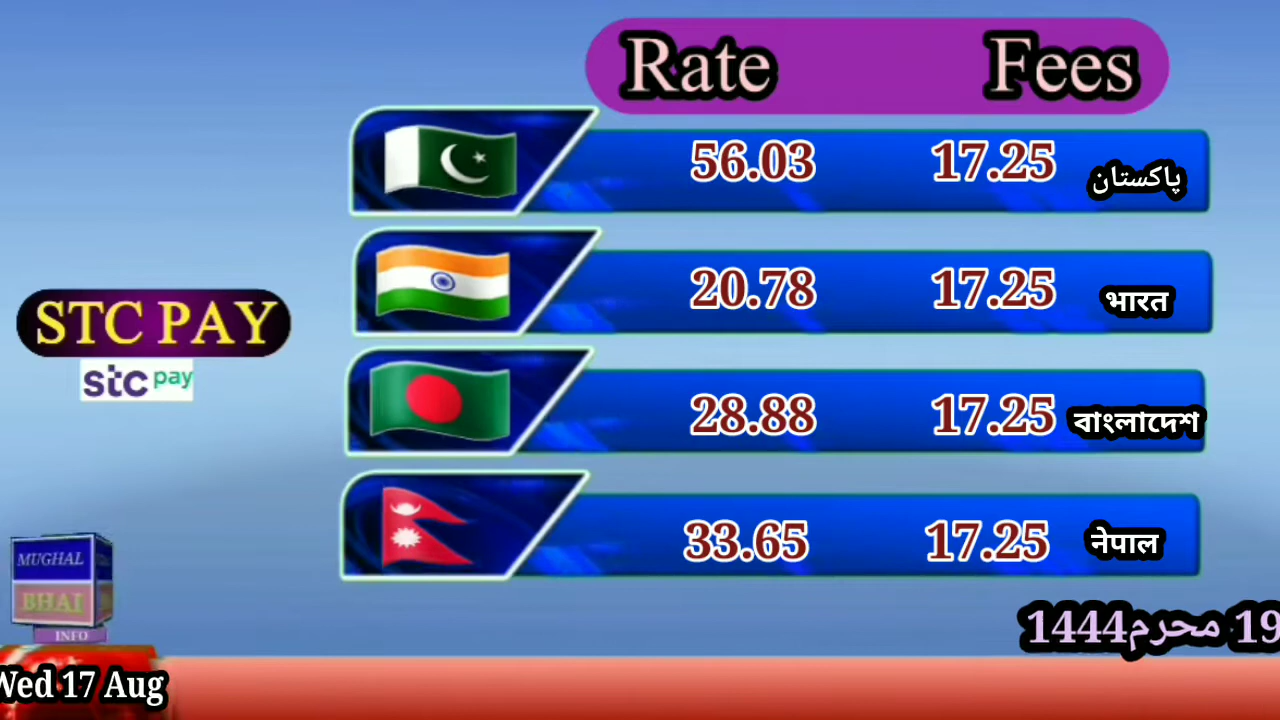 Rate Fees
56.03 17.25 پاکستان
20.78 17.25 भारत
STC PAY
stc pay
28.88 17.25 বাংলাদেশ
33.65 17.25 नेपाल
MUGHAL
BHAI
INFO
19 محرم1444
Wed 17 Aug